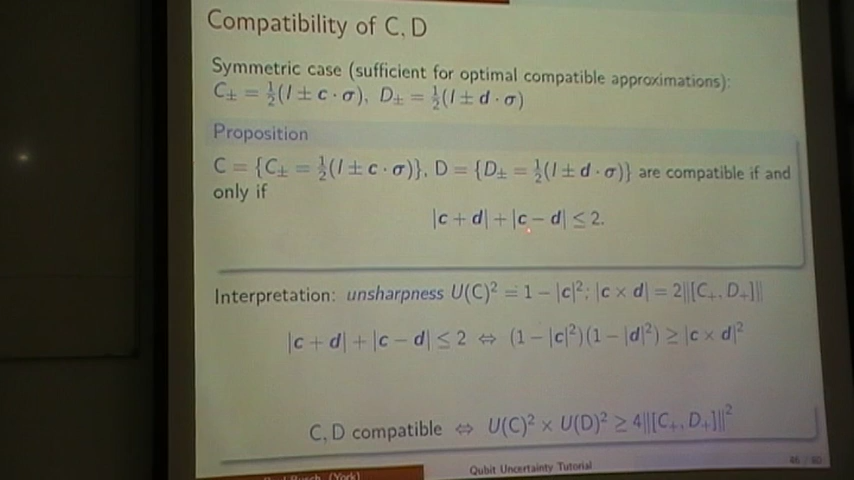 Compatibility of C, D
Symmetric case (sufficient for optimal compatible approximations):
C± = ½(I ± c · σ), D± = ½(I ± d · σ)
Proposition
C = {C± = ½(I ± c · σ)}, D = {D± = ½(I ± d · σ)} are compatible if and
only if
|c + d| + |c − d| ≤ 2.
Interpretation: unsharpness U(C)² = 1 − |c|²; |c × d| = 2‖[C₊, D₊]‖
|c + d| + |c − d| ≤ 2 ⇔ (1 − |c|²)(1 − |d|²) ≥ |c × d|²
C, D compatible ⇔ U(C)² × U(D)² ≥ 4‖[C₊, D₊]‖²
(York)
Qubit Uncertainty Tutorial